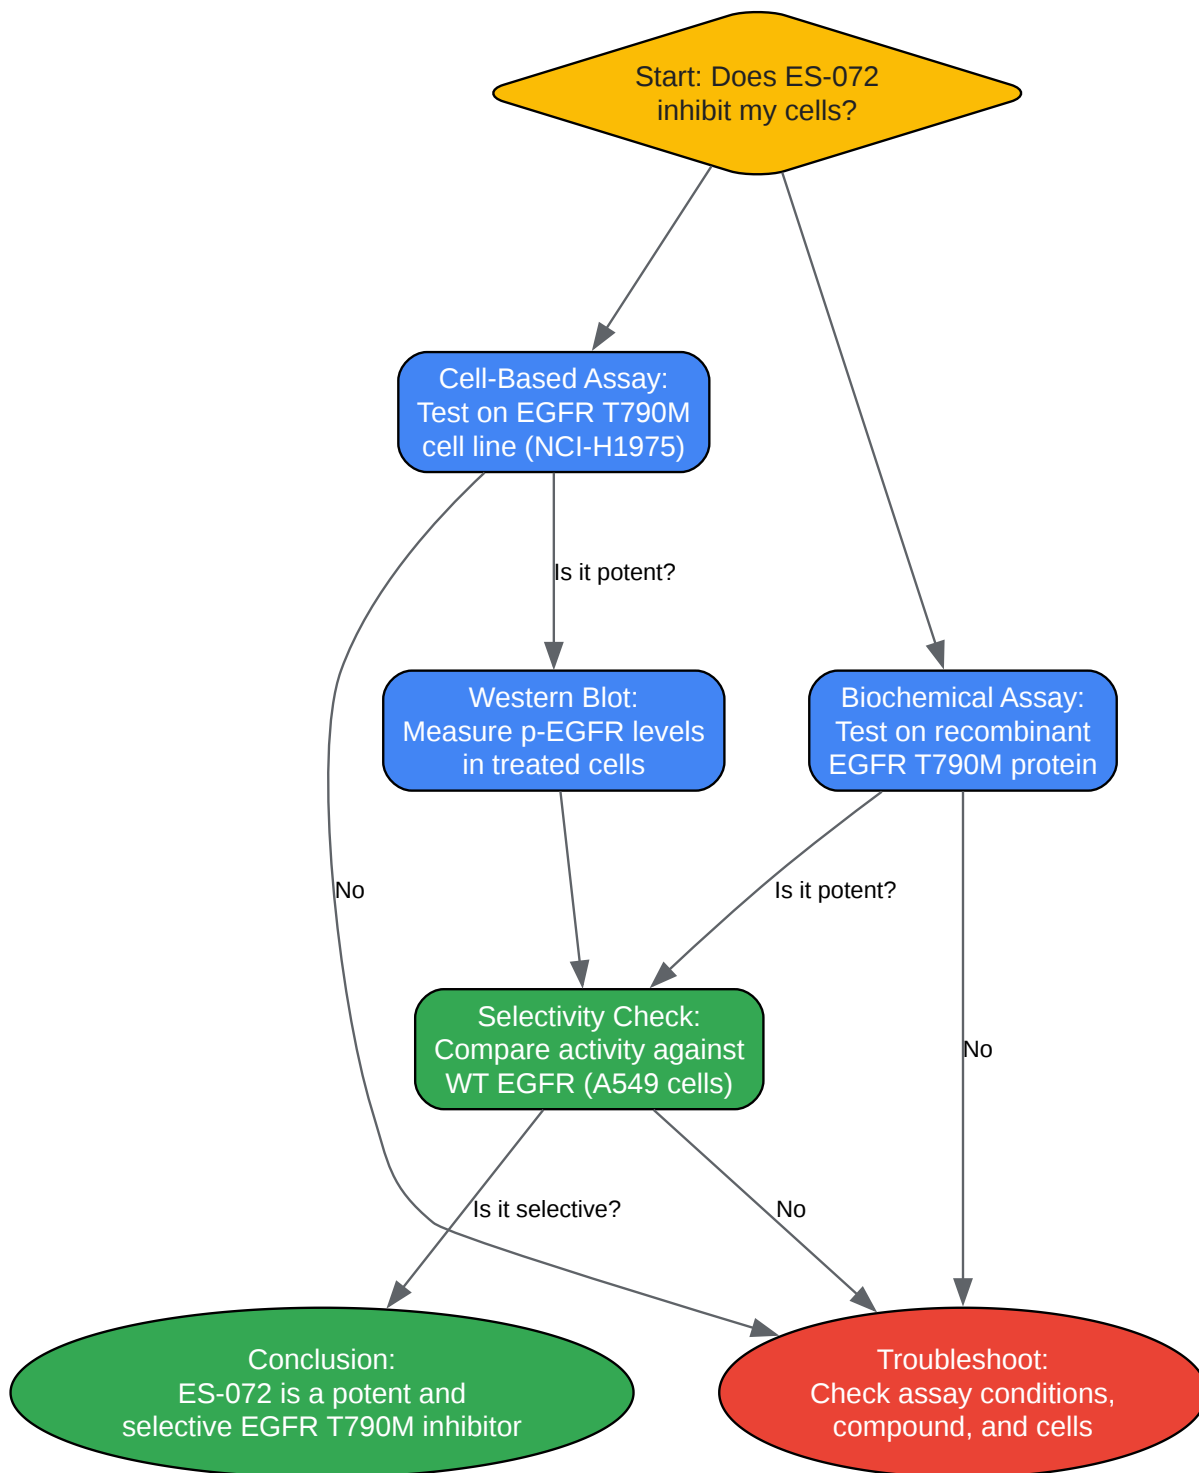 Start: Does ES-072
inhibit my cells?
Cell-Based Assay:
Test on EGFR T790M
cell line (NCI-H1975)
Is it potent?
Western Blot:
Measure p-EGFR levels
in treated cells
Biochemical Assay:
Test on recombinant
EGFR T790M protein
No
Is it potent?
Selectivity Check:
Compare activity against
WT EGFR (A549 cells)
No
Is it selective?
No
Conclusion:
ES-072 is a potent and
selective EGFR T790M inhibitor
Troubleshoot:
Check assay conditions,
compound, and cells